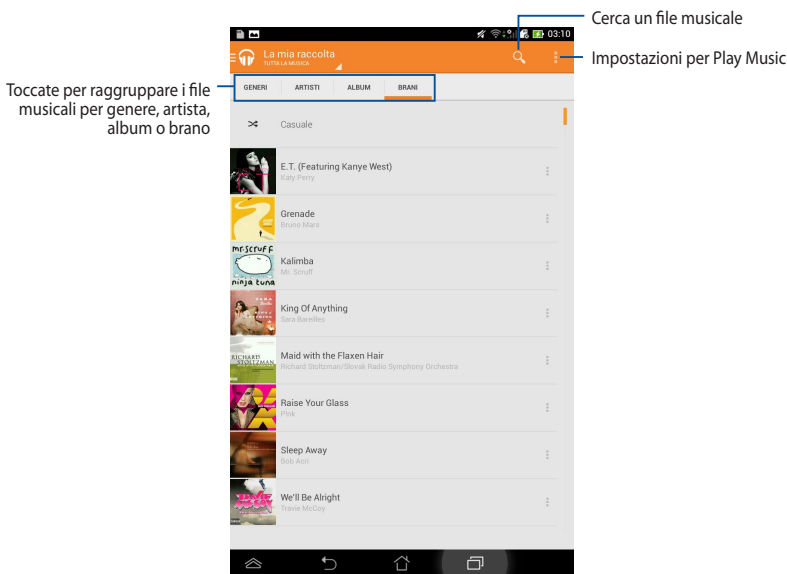 Cerca un file musicale
03:10
La mia raccolta
TUTTA LA MUSICA
Impostazioni per Play Music
Toccate per raggruppare i file
musicali per genere, artista,
album o brano
GENERI ARTISTI ALBUM BRANI
Casuale
E.T. (Featuring Kanye West)
Katy Perry
Grenade
Bruno Mars
mr.scruff
ninja tuna
Kalimba
Mr. Scruff
King Of Anything
Sara Bareilles
RICHARD
STOLTZMAN
Maid with the Flaxen Hair
Richard Stoltzman/Slovak Radio Symphony Orchestra
Raise Your Glass
P!nk
Sleep Away
Bob Acri
TRAVIE
MCCOY
We'll Be Alright
Travie McCoy